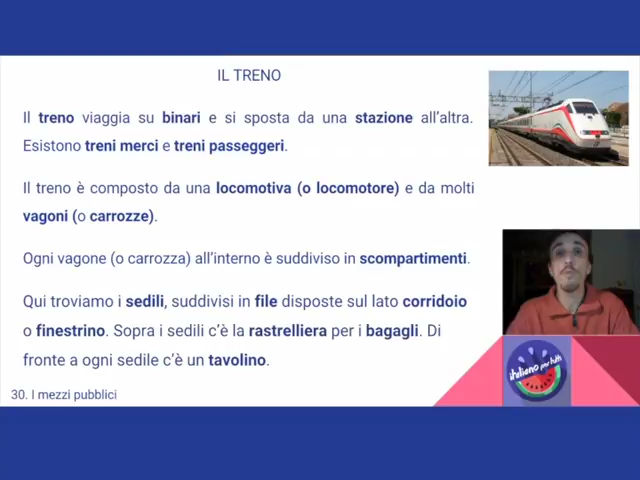 IL TRENO
Il treno viaggia su binari e si sposta da una stazione all'altra.
Esistono treni merci e treni passeggeri.
Il treno è composto da una locomotiva (o locomotore) e da molti
vagoni (o carrozze).
Ogni vagone (o carrozza) all'interno è suddiviso in scompartimenti.
Qui troviamo i sedili, suddivisi in file disposte sul lato corridoio
o finestrino. Sopra i sedili c'è la rastrelliera per i bagagli. Di
fronte a ogni sedile c'è un tavolino.
italiano per tutti
30. I mezzi pubblici